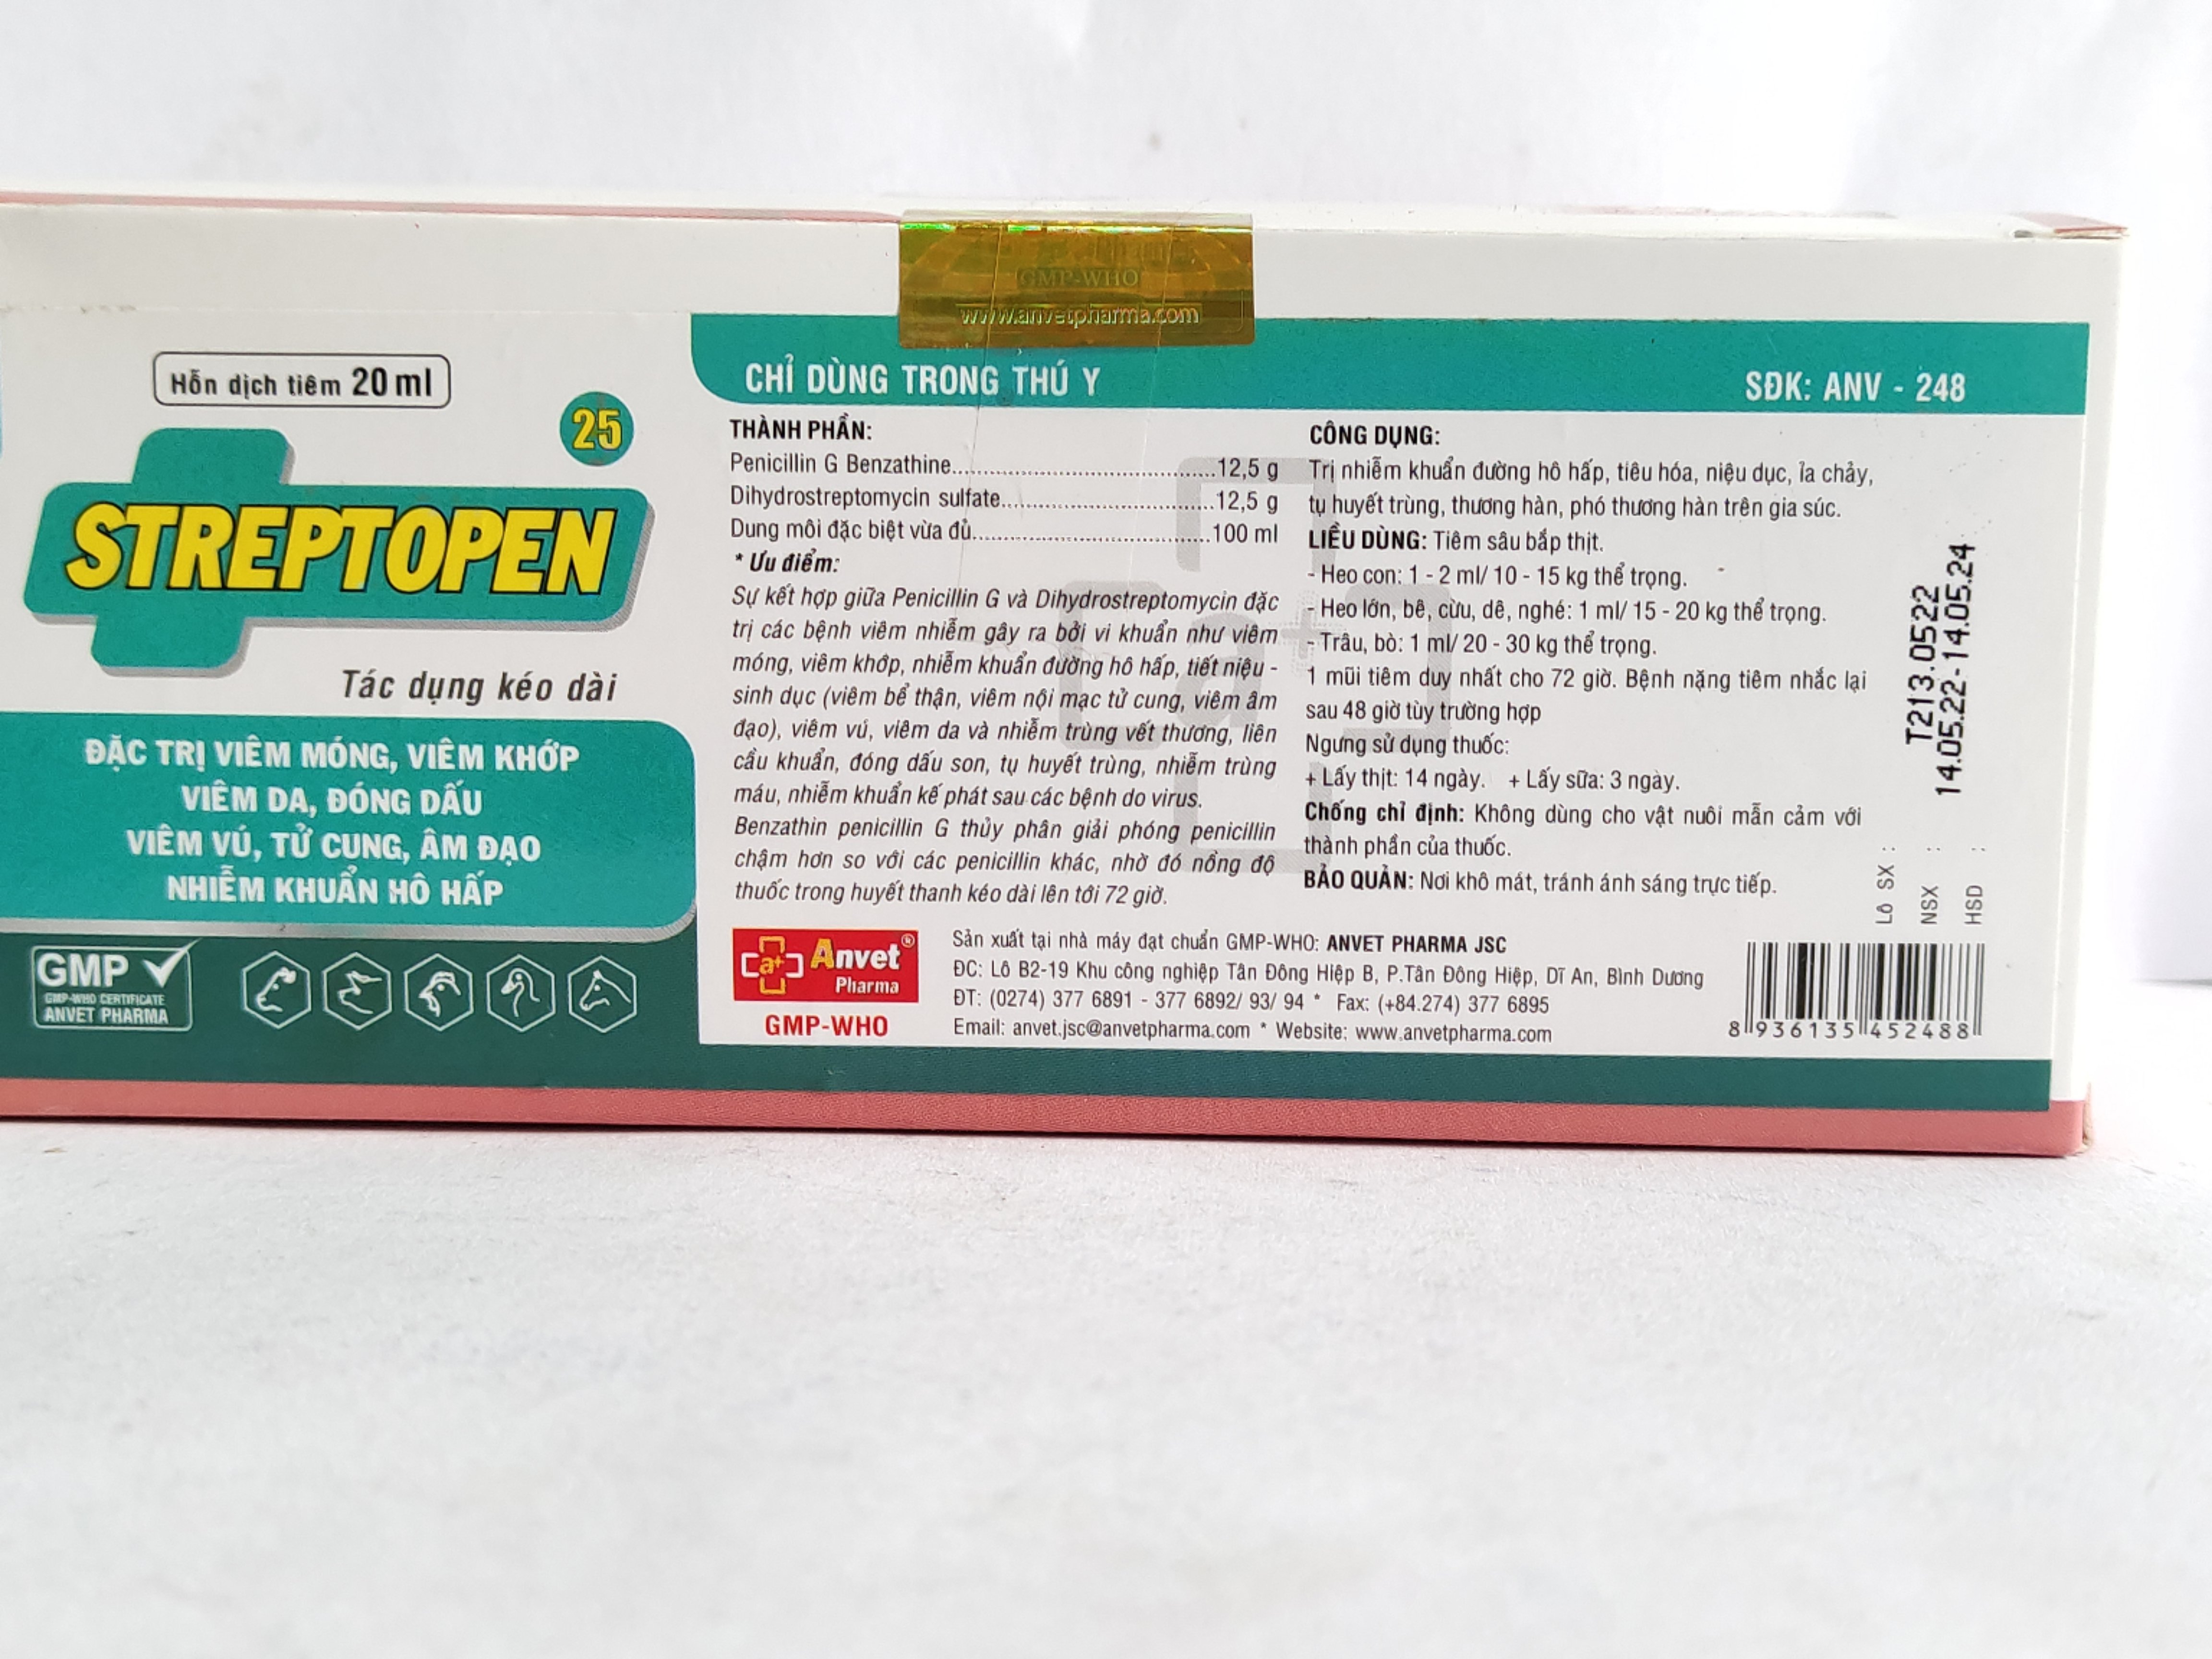 GMP-WHO
www.anvetpharma.com
Hỗn dịch tiêm 20 ml
25
STREPTOPEN
Tác dụng kéo dài
ĐẶC TRỊ VIÊM MÓNG, VIÊM KHỚP
VIÊM DA, ĐÓNG DẤU
VIÊM VÚ, TỬ CUNG, ÂM ĐẠO
NHIỄM KHUẨN HÔ HẤP
GMP
GMP-WHO CERTIFICATE
ANVET PHARMA
CHỈ DÙNG TRONG THÚ Y
SĐK: ANV - 248
THÀNH PHẦN:
Penicillin G Benzathine........................................12,5 g
Dihydrostreptomycin sulfate................................12,5 g
Dung môi đặc biệt vừa đủ....................................100 ml
* Ưu điểm:
Sự kết hợp giữa Penicillin G và Dihydrostreptomycin đặc
trị các bệnh viêm nhiễm gây ra bởi vi khuẩn như viêm
móng, viêm khớp, nhiễm khuẩn đường hô hấp, tiết niệu -
sinh dục (viêm bể thận, viêm nội mạc tử cung, viêm âm
đạo), viêm vú, viêm da và nhiễm trùng vết thương, liên
cầu khuẩn, đóng dấu son, tụ huyết trùng, nhiễm trùng
máu, nhiễm khuẩn kế phát sau các bệnh do virus.
Benzathin penicillin G thủy phân giải phóng penicillin
chậm hơn so với các penicillin khác, nhờ đó nồng độ
thuốc trong huyết thanh kéo dài lên tới 72 giờ.
CÔNG DỤNG:
Trị nhiễm khuẩn đường hô hấp, tiêu hóa, niệu dục, ỉa chảy,
tụ huyết trùng, thương hàn, phó thương hàn trên gia súc.
LIỀU DÙNG: Tiêm sâu bắp thịt.
- Heo con: 1 - 2 ml/ 10 - 15 kg thể trọng.
- Heo lớn, bê, cừu, dê, nghé: 1 ml/ 15 - 20 kg thể trọng.
- Trâu, bò: 1 ml/ 20 - 30 kg thể trọng.
1 mũi tiêm duy nhất cho 72 giờ. Bệnh nặng tiêm nhắc lại
sau 48 giờ tùy trường hợp
Ngưng sử dụng thuốc:
+ Lấy thịt: 14 ngày. + Lấy sữa: 3 ngày.
Chống chỉ định: Không dùng cho vật nuôi mẫn cảm với
thành phần của thuốc.
BẢO QUẢN: Nơi khô mát, tránh ánh sáng trực tiếp.
a+
T213.0522
14.05.22-14.05.24
Lô SX :
NSX :
HSD :
a+ Anvet®
Pharma
GMP-WHO
Sản xuất tại nhà máy đạt chuẩn GMP-WHO: ANVET PHARMA JSC
ĐC: Lô B2-19 Khu công nghiệp Tân Đông Hiệp B, P.Tân Đông Hiệp, Dĩ An, Bình Dương
ĐT: (0274) 377 6891 - 377 6892/ 93/ 94 * Fax: (+84.274) 377 6895
Email: anvet.jsc@anvetpharma.com * Website: www.anvetpharma.com
8 936135 452488